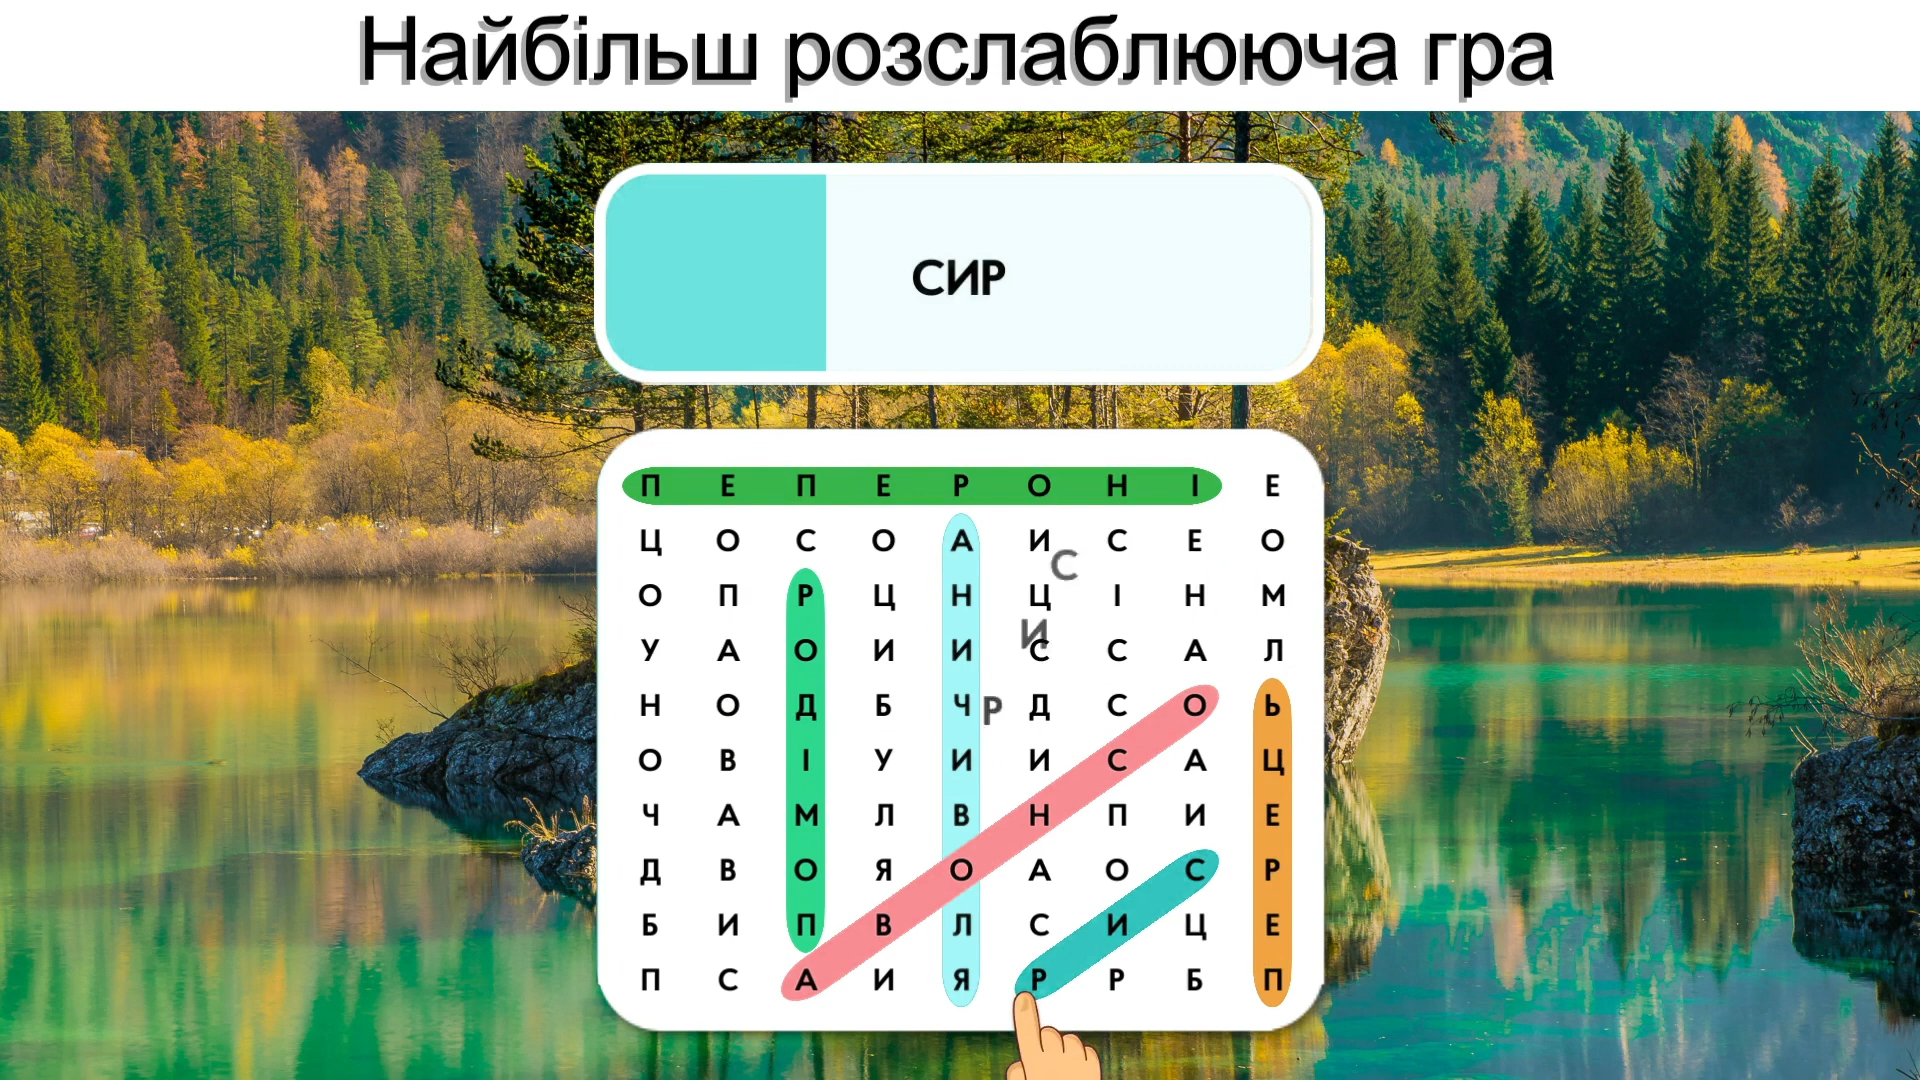 Найбільш розслаблююча гра
СИР
П Е П Е Р О Н І Е
Ц О С О А И С Е О
С
О П Р Ц Н Ц І Н М
И
У А О И И С С А Л
Н О Д Б Ч Р Д С О Ь
О В І У И И С А Ц
Ч А М Л В Н П И Е
Д В О Я О А О С Р
Б И П В Л С И Ц Е
П С А И Я Р Р Б П